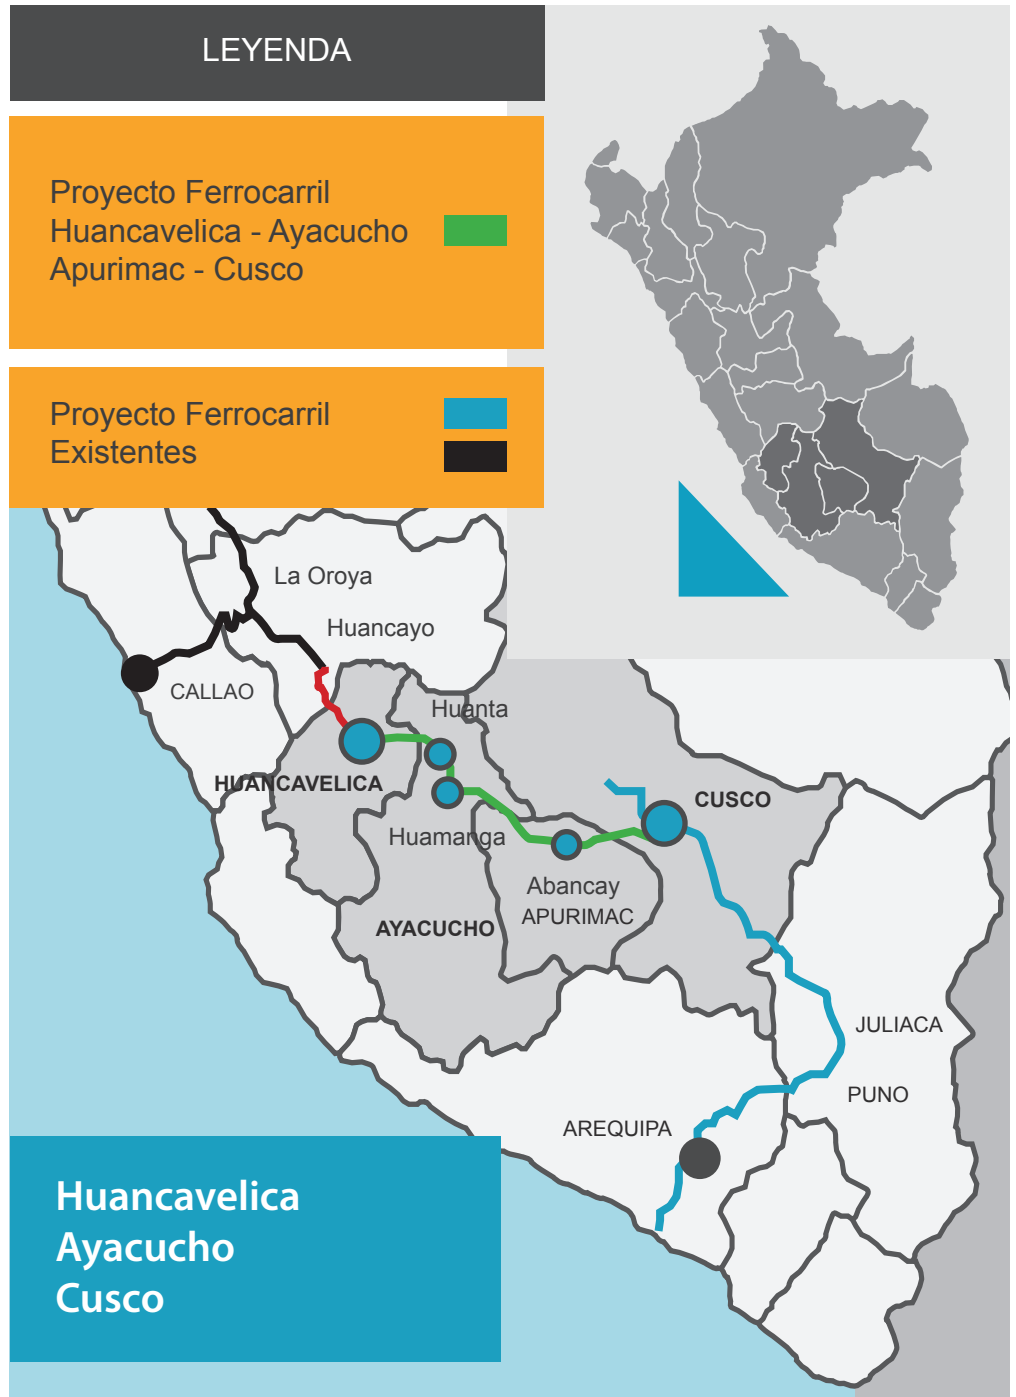 LEYENDA
Proyecto Ferrocarril
Huancavelica - Ayacucho
Apurimac - Cusco
Proyecto Ferrocarril
Existentes
La Oroya
Huancayo
CALLAO
Huanta
HUANCAVELICA
CUSCO
Huamanga
Abancay
APURIMAC
AYACUCHO
JULIACA
PUNO
AREQUIPA
Huancavelica
Ayacucho
Cusco